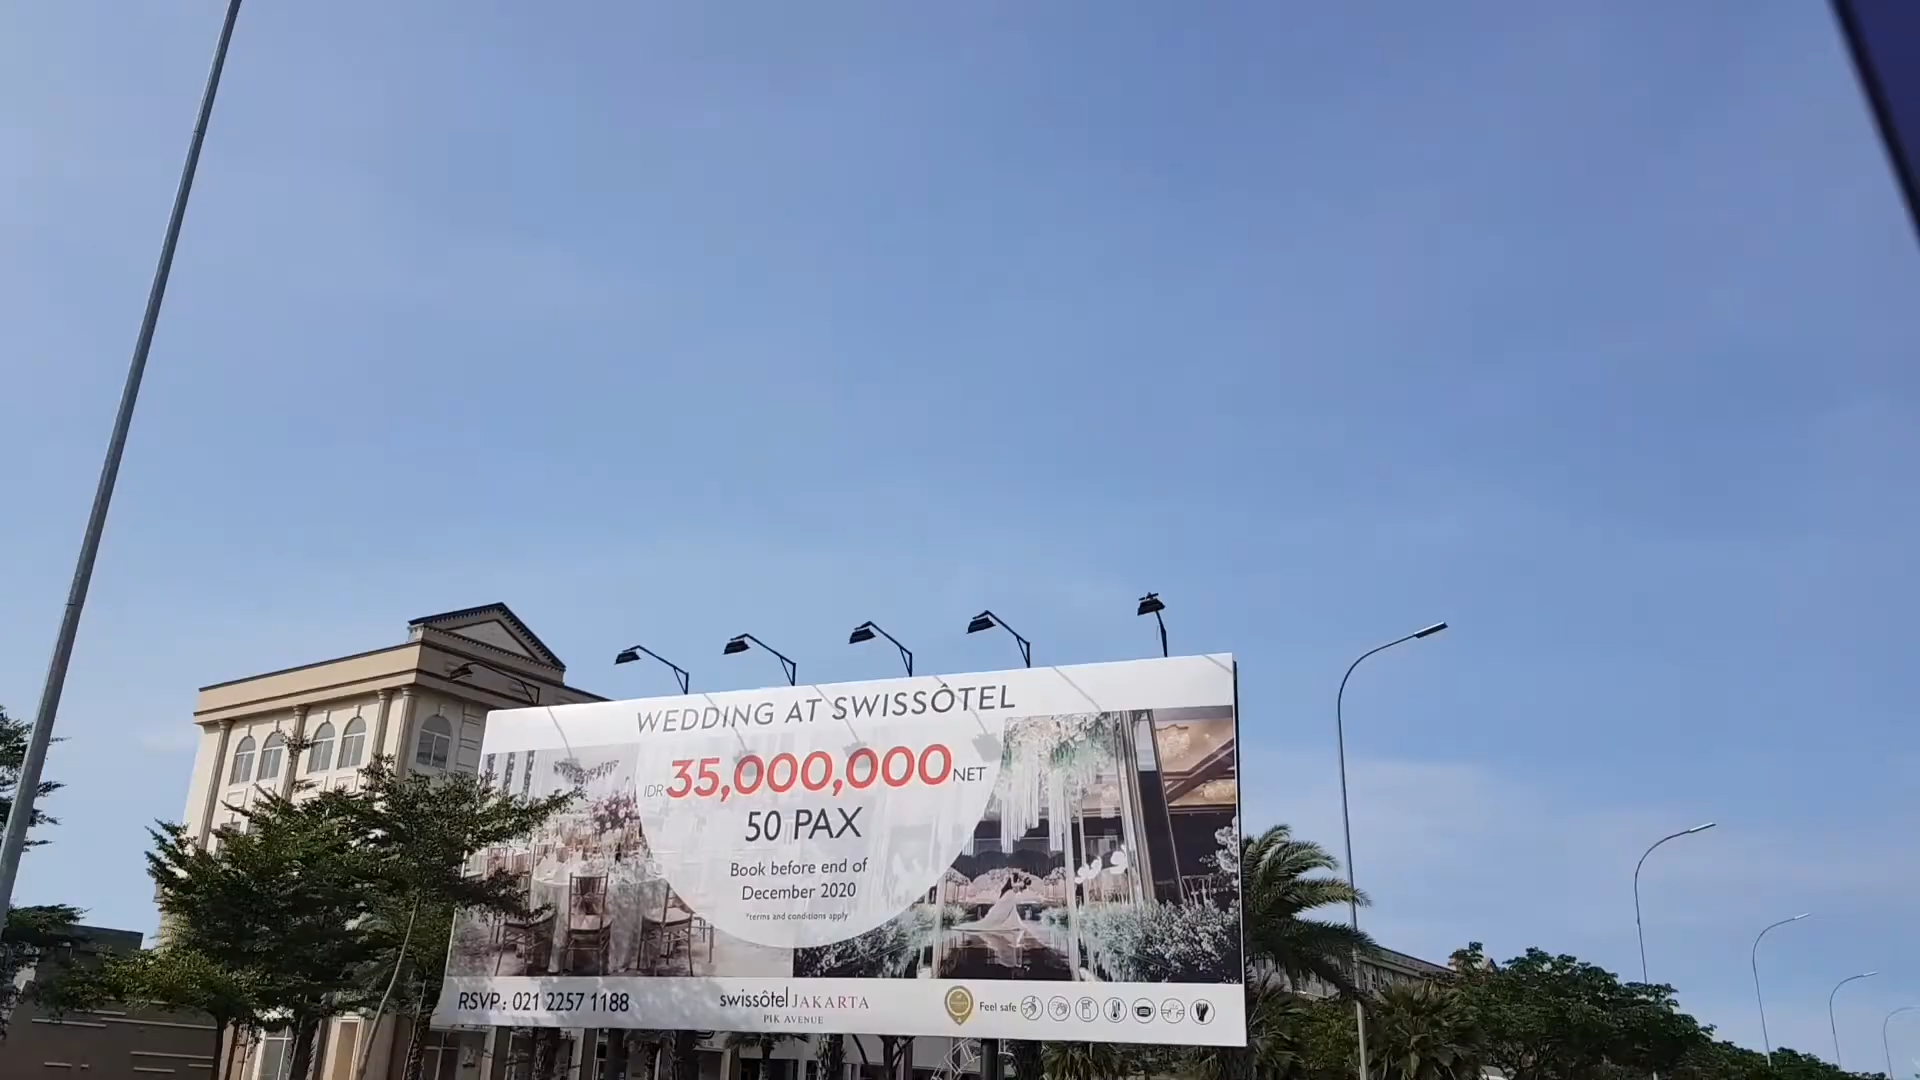 WEDDING AT SWISSÔTEL
IDR 35,000,000 NET
50 PAX
Book before end of
December 2020
*terms and conditions apply
RSVP : 021 2257 1188
swissôtel JAKARTA
PIK AVENUE
Feel safe